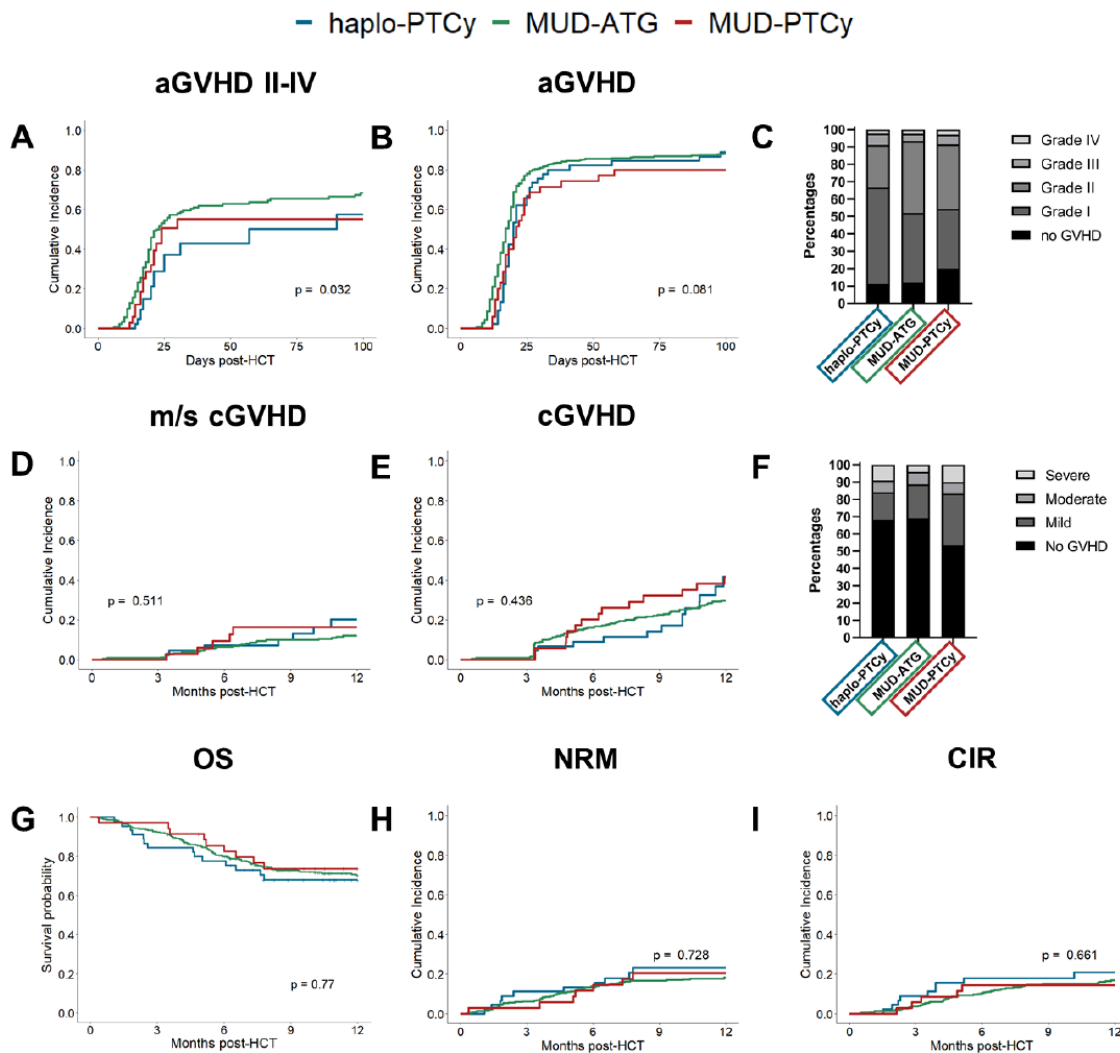 haplo-PTCy MUD-ATG MUD-PTCy
aGVHD II-IV
A
Cumulative Incidence
1.0
0.8
0.6
0.4
0.2
0.0
p = 0.032
0 25 50 75 100
Days post-HCT
aGVHD
B
Cumulative Incidence
1.0
0.8
0.6
0.4
0.2
0.0
p = 0.081
0 25 50 75 100
Days post-HCT
C
Percentages
100
90
80
70
60
50
40
30
20
10
0
haplo-PTCy
MUD-ATG
MUD-PTCy
Grade IV
Grade III
Grade II
Grade I
no GVHD
m/s cGVHD
D
Cumulative Incidence
1.0
0.8
0.6
0.4
0.2
0.0
p = 0.511
0 3 6 9 12
Months post-HCT
cGVHD
E
Cumulative Incidence
1.0
0.8
0.6
0.4
0.2
0.0
p = 0.436
0 3 6 9 12
Months post-HCT
F
Percentages
100
90
80
70
60
50
40
30
20
10
0
haplo-PTCy
MUD-ATG
MUD-PTCy
Severe
Moderate
Mild
No GVHD
OS
G
Survival probability
1.0
0.8
0.6
0.4
0.2
0.0
p = 0.77
0 3 6 9 12
Months post-HCT
NRM
H
Cumulative Incidence
1.0
0.8
0.6
0.4
0.2
0.0
p = 0.728
0 3 6 9 12
Months post-HCT
CIR
I
Cumulative Incidence
1.0
0.8
0.6
0.4
0.2
0.0
p = 0.661
0 3 6 9 12
Months post-HCT